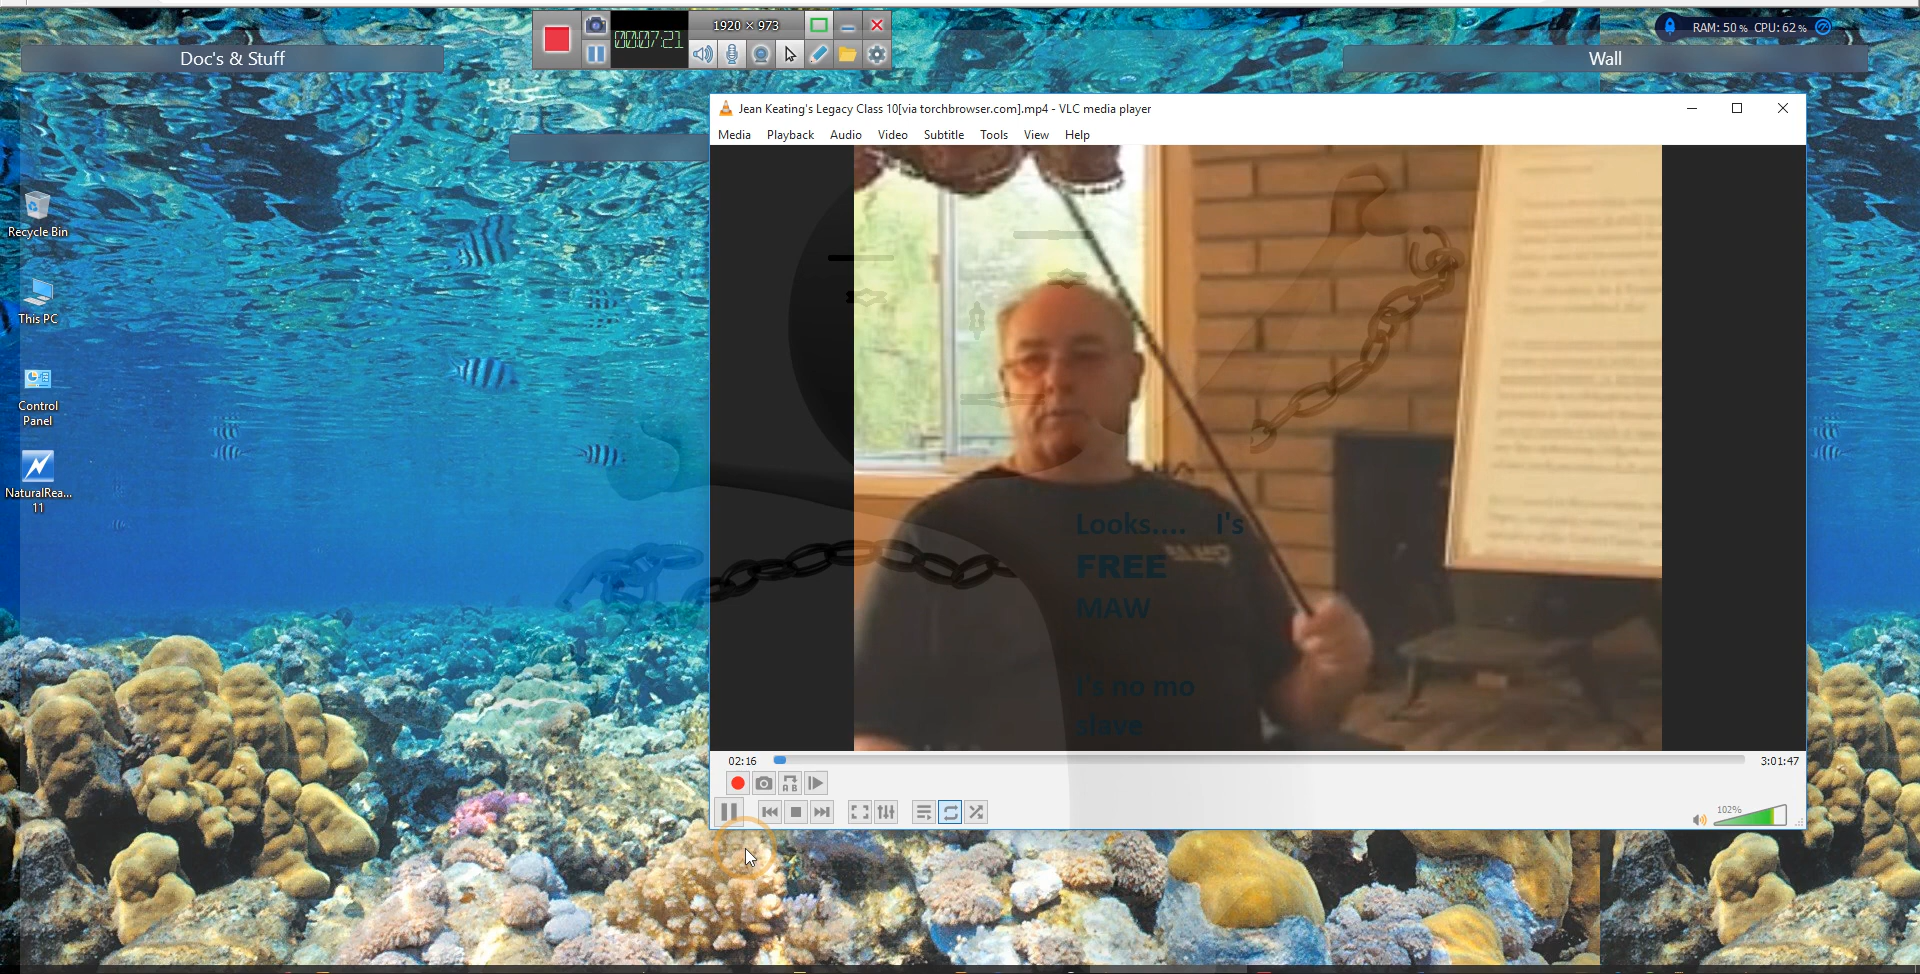 1920 × 973
00:07:21
RAM: 50 % CPU: 62 %
Doc's & Stuff
Wall
Jean Keating's Legacy Class 10[via torchbrowser.com].mp4 - VLC media player
Media Playback Audio Video Subtitle Tools View Help
Recycle Bin
This PC
Control
Panel
NaturalRea...
11
Looks.... I's
FREE
MAW
I's no mo
slave
02:16
3:01:47
A B
102%